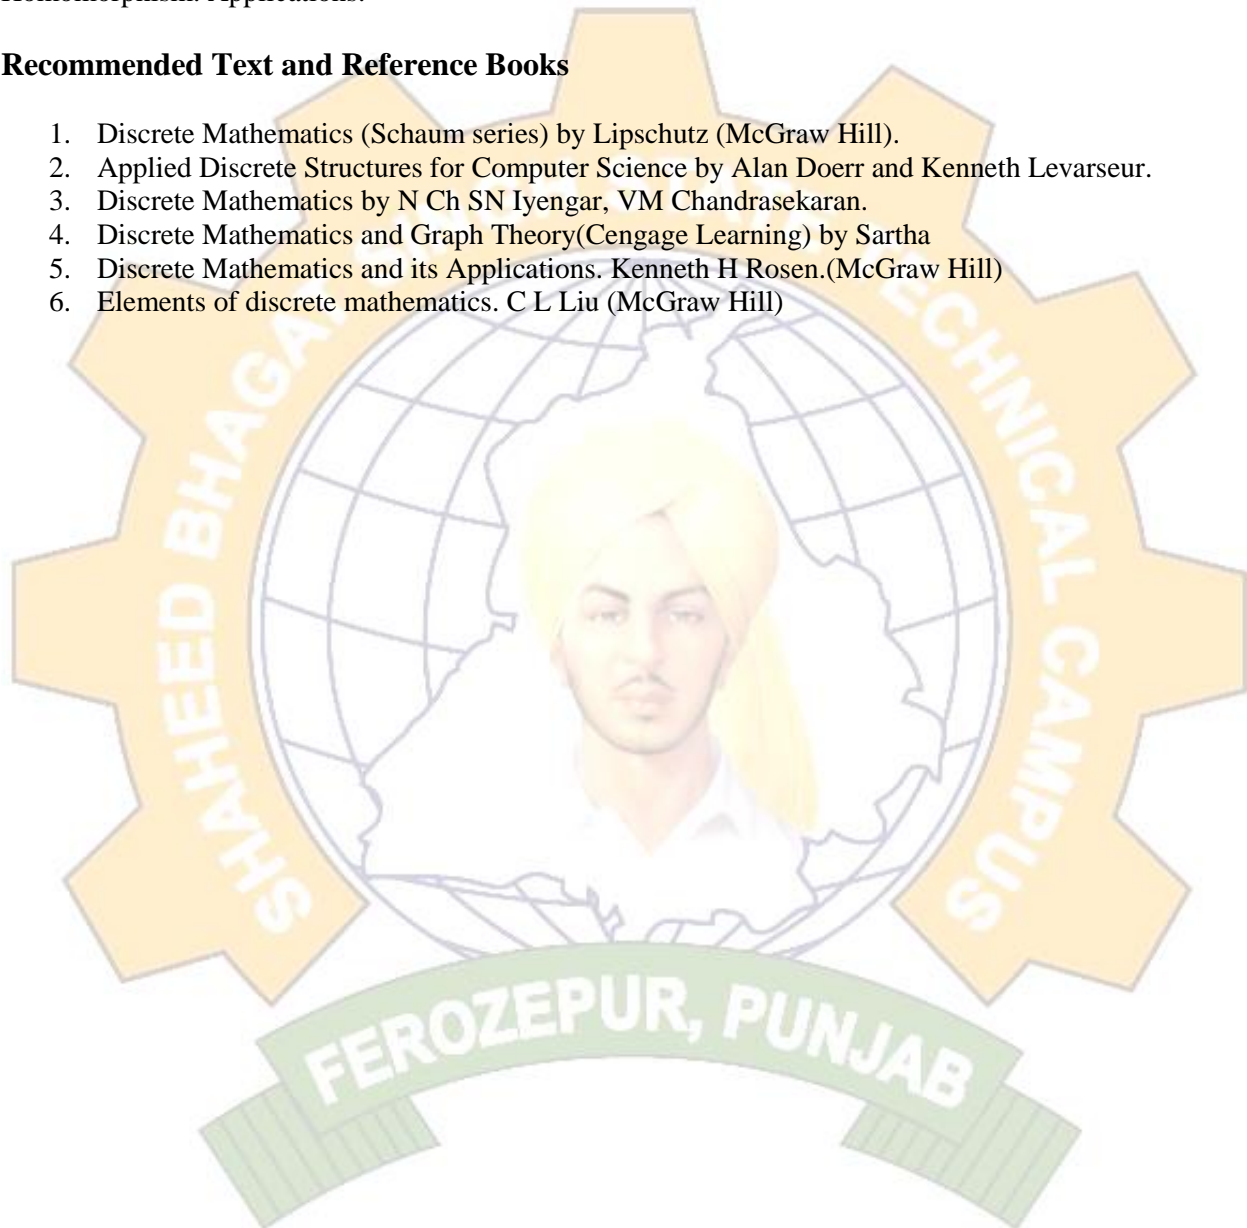 Homomorphism. Applications.
Recommended Text and Reference Books
1. Discrete Mathematics (Schaum series) by Lipschutz (McGraw Hill).
2. Applied Discrete Structures for Computer Science by Alan Doerr and Kenneth Levarseur.
3. Discrete Mathematics by N Ch SN Iyengar, VM Chandrasekaran.
4. Discrete Mathematics and Graph Theory(Cengage Learning) by Sartha
5. Discrete Mathematics and its Applications. Kenneth H Rosen.(McGraw Hill)
6. Elements of discrete mathematics. C L Liu (McGraw Hill)
SHAHEED BHAGAT SINGH STATE TECHNICAL CAMPUS
FEROZEPUR, PUNJAB